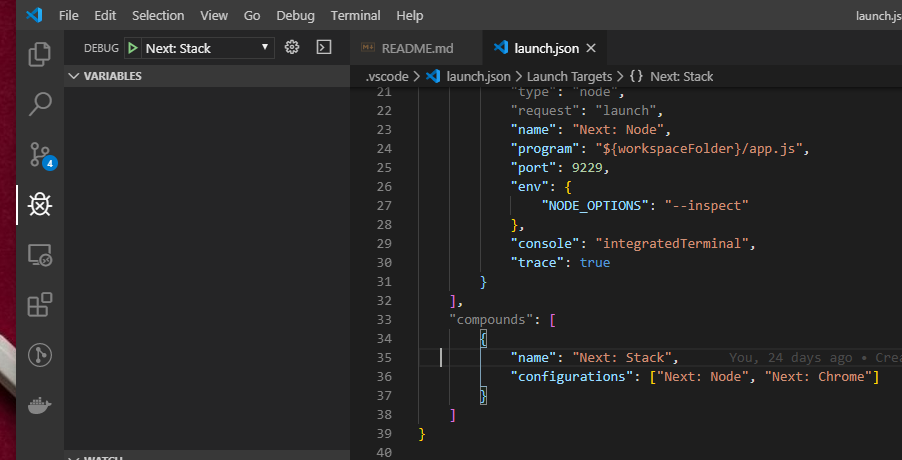 File Edit Selection View Go Debug Terminal Help launch.js
DEBUG Next: Stack README.md launch.json
VARIABLES
.vscode > launch.json > Launch Targets > {} Next: Stack
21 "type": "node",
22 "request": "launch",
23 "name": "Next: Node",
24 "program": "${workspaceFolder}/app.js",
25 "port": 9229,
26 "env": {
27 "NODE_OPTIONS": "--inspect"
28 },
29 "console": "integratedTerminal",
30 "trace": true
31 }
32 ],
33 "compounds": [
34 {
35 "name": "Next: Stack", You, 24 days ago • Crea
36 "configurations": ["Next: Node", "Next: Chrome"]
37 }
38 ]
39 }
40
4
WATCH